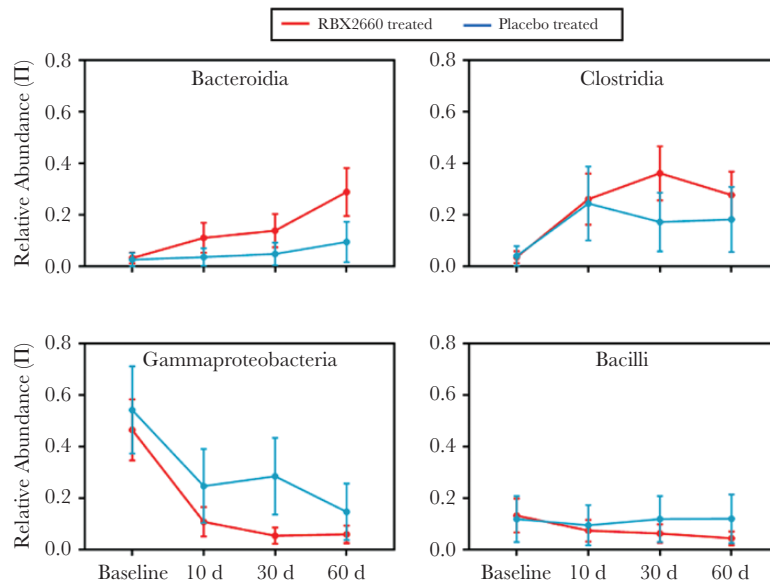 RBX2660 treated Placebo treated
0.8 0.8
Bacteroidia Clostridia
0.6 0.6
0.4 0.4
0.2 0.2
0.0 0.0
Relative Abundance (Π)
0.8 0.8
Gammaproteobacteria Bacilli
0.6 0.6
0.4 0.4
0.2 0.2
0.0 0.0
Relative Abundance (Π)
Baseline 10 d 30 d 60 d Baseline 10 d 30 d 60 d